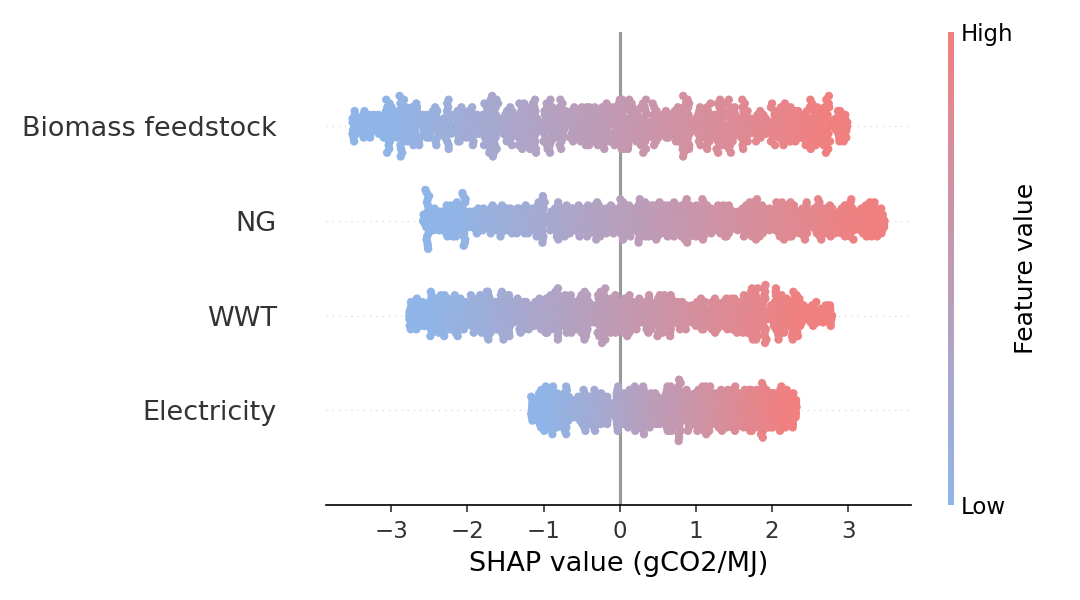 High
Biomass feedstock
NG
WWT
Electricity
Feature value
Low
−3 −2 −1 0 1 2 3
SHAP value (gCO2/MJ)